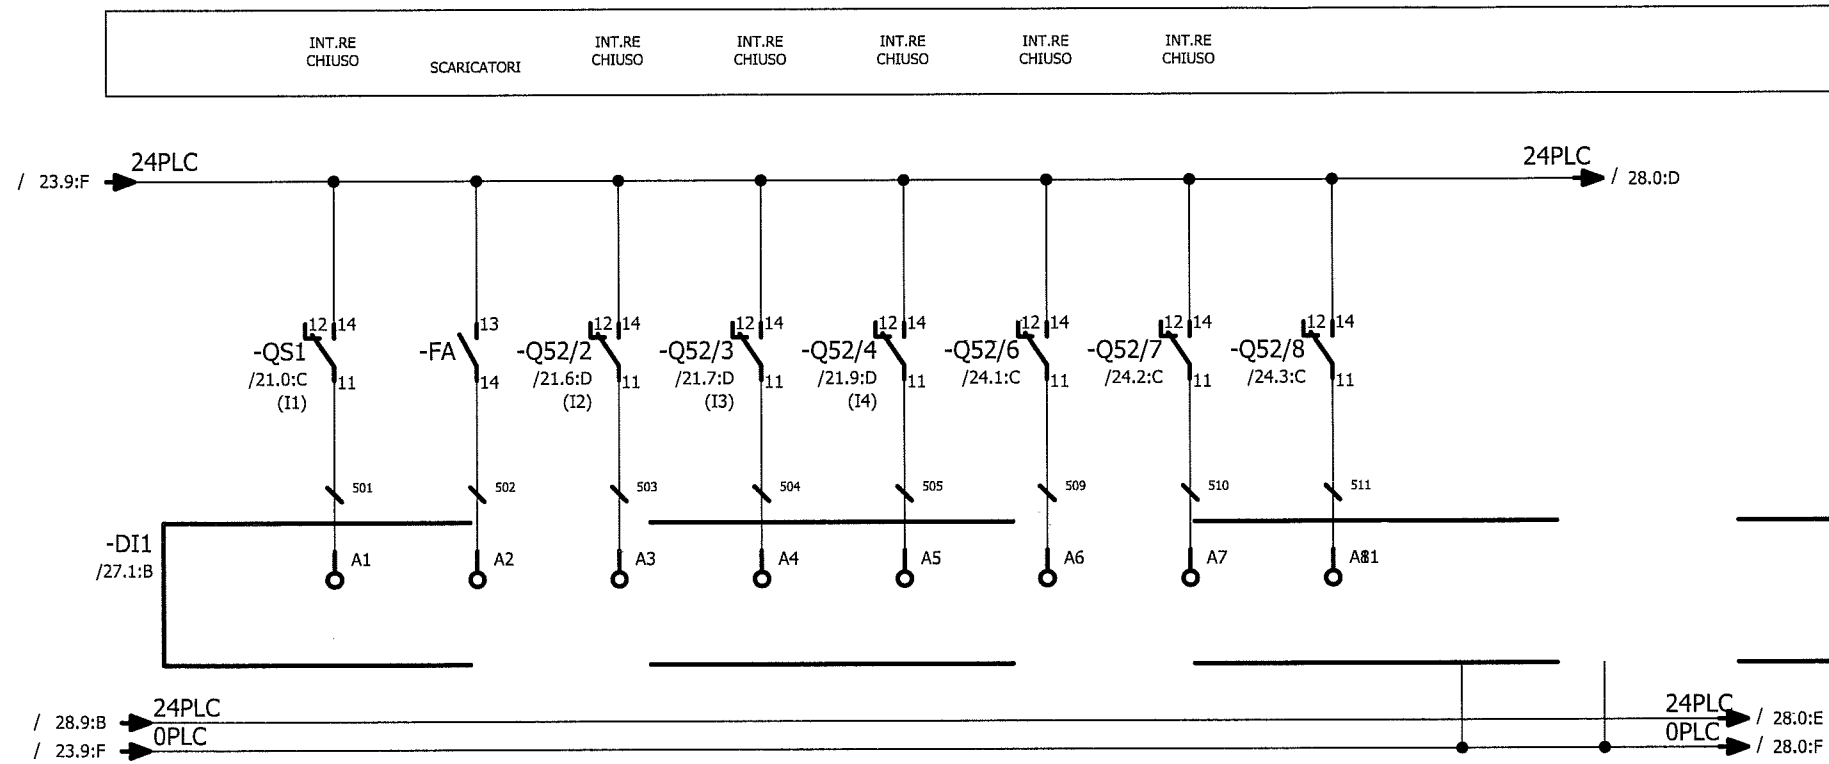 INT.RE INT.RE INT.RE INT.RE INT.RE INT.RE
CHIUSO SCARICATORI CHIUSO CHIUSO CHIUSO CHIUSO CHIUSO
24PLC 24PLC
/ 23.9:F / 28.0:D
12 14 13 12 14 12 14 12 14 12 14 12 14 12 14
-QS1 -FA -Q52/2 -Q52/3 -Q52/4 -Q52/6 -Q52/7 -Q52/8
/21.0:C 11 14 /21.6:D 11 /21.7:D 11 /21.9:D 11 /24.1:C 11 /24.2:C 11 /24.3:C 11
(I1) (I2) (I3) (I4)
501 502 503 504 505 509 510 511
-DI1 A1 A2 A3 A4 A5 A6 A7
/27.1:B
24PLC 24PLC
/ 28.9:B / 28.0:E
0PLC 0PLC
/ 23.9:F / 28.0:F